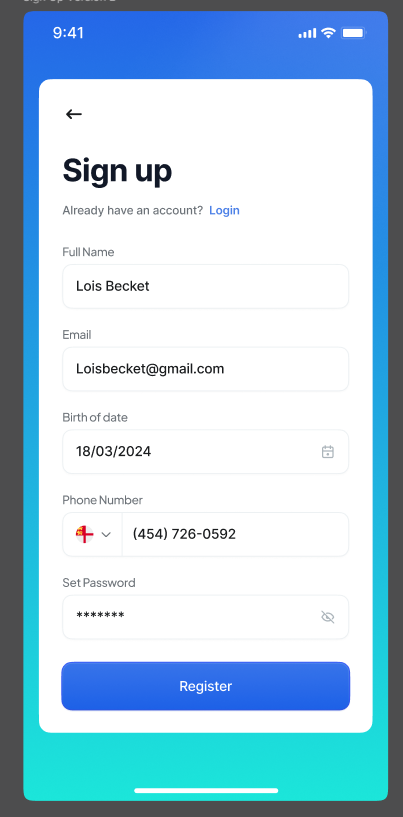 9:41
Sign up
Already have an account? Login
Full Name
Lois Becket
Email
Loisbecket@gmail.com
Birth of date
18/03/2024
Phone Number
(454) 726-0592
Set Password
*******
Register